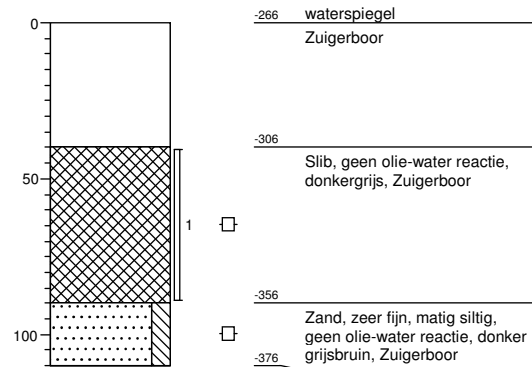 0
50
100
1
-266 waterspiegel
Zuigerboor
-306
Slib, geen olie-water reactie,
donkergrijs, Zuigerboor
-356
Zand, zeer fijn, matig siltig,
geen olie-water reactie, donker
grijsbruin, Zuigerboor
-376